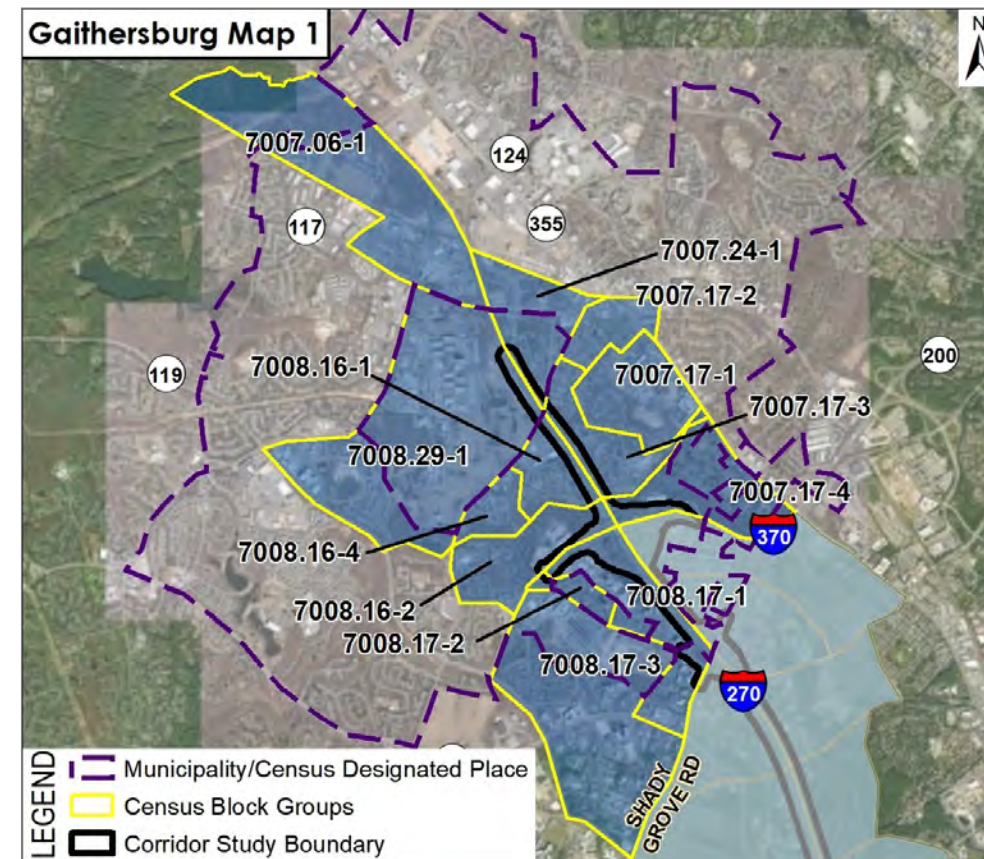 Gaithersburg Map 1
N
7007.06-1
124
117
355
7007.24-1
7007.17-2
200
7008.16-1
119
7007.17-1
7007.17-3
7008.29-1
7007.17-4
370
7008.16-4
7008.16-2
7008.17-1
7008.17-2
7008.17-3
270
SHADY
GROVE RD
LEGEND
Municipality/Census Designated Place
Census Block Groups
Corridor Study Boundary